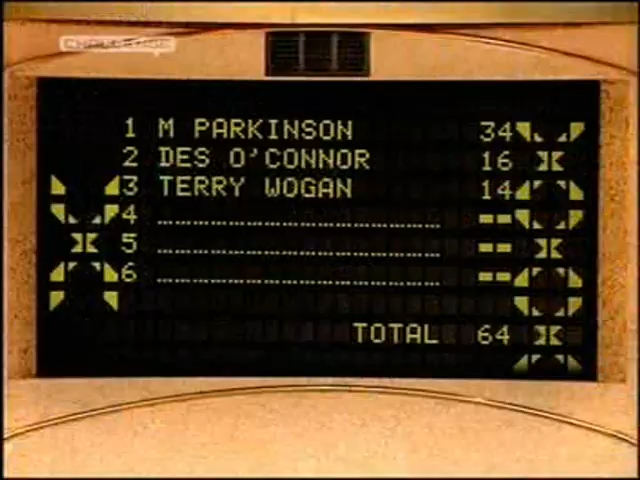 1 M PARKINSON 34
2 DES O'CONNOR 16
3 TERRY WOGAN 14
4 --
5 --
6 --
TOTAL 64